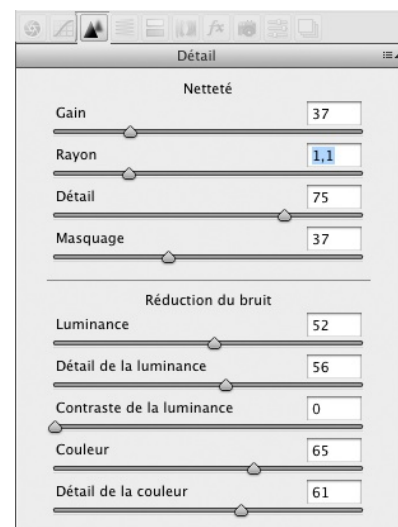 fx
Détail
Netteté
Gain 37
Rayon 1,1
Détail 75
Masquage 37
Réduction du bruit
Luminance 52
Détail de la luminance 56
Contraste de la luminance 0
Couleur 65
Détail de la couleur 61